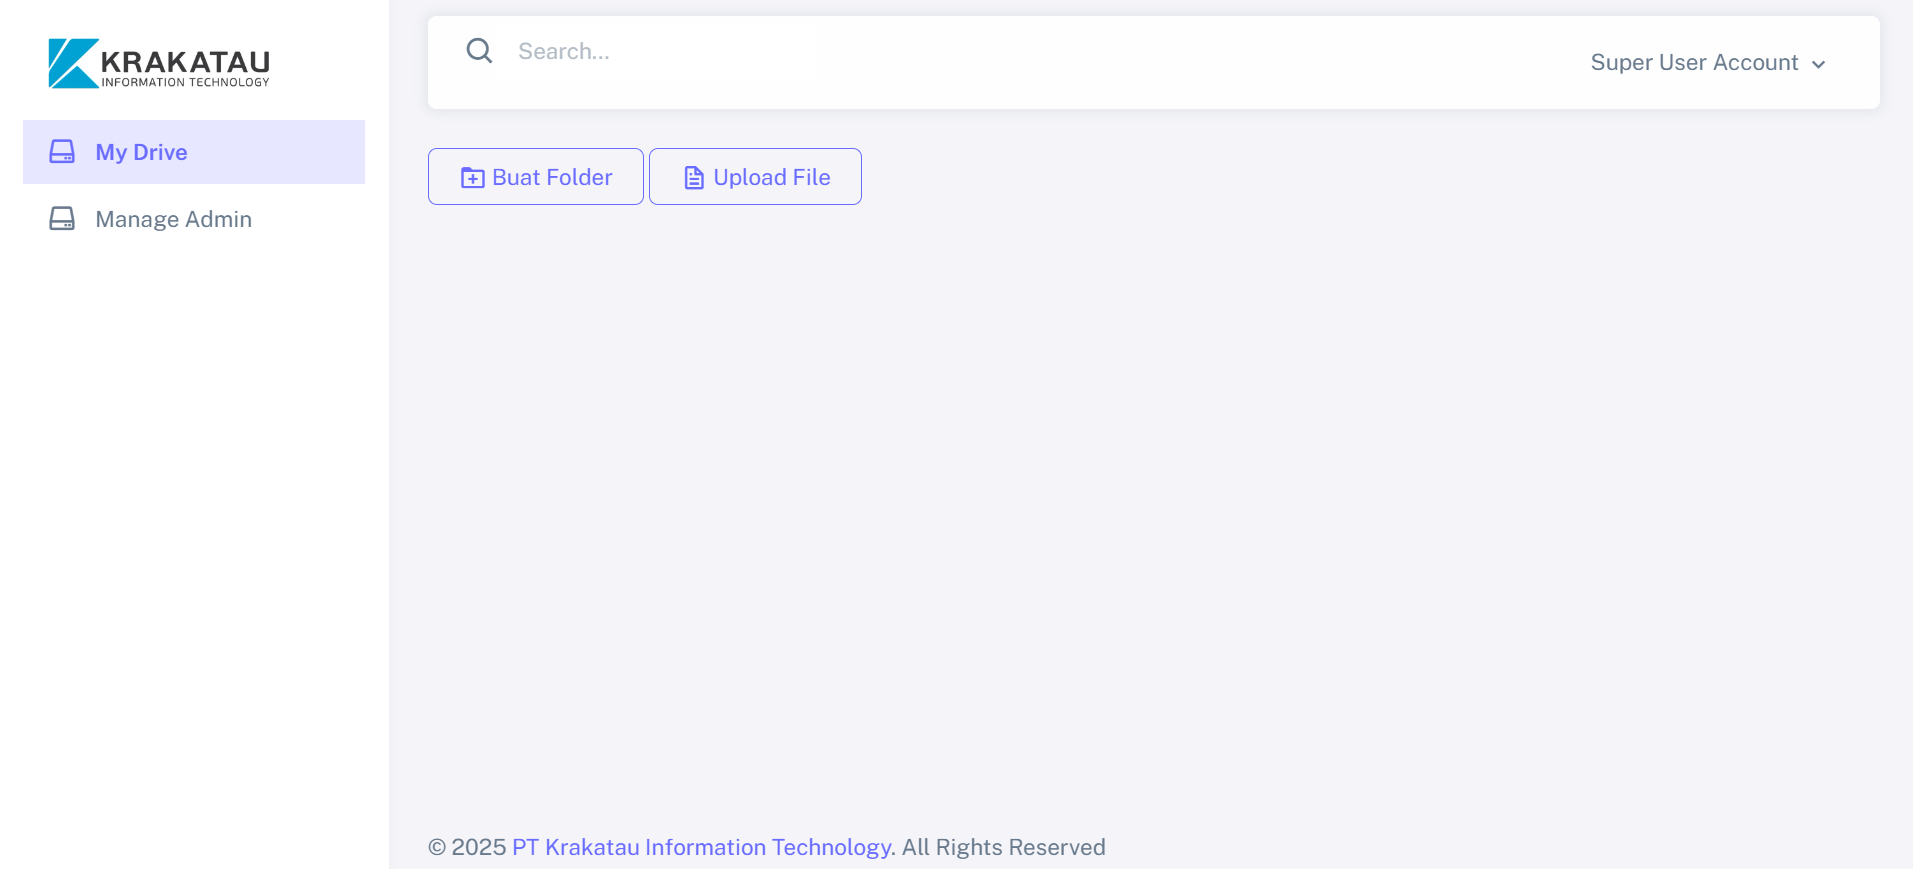 KRAKATAU
INFORMATION TECHNOLOGY
My Drive
Manage Admin
Search...
Super User Account
Buat Folder
Upload File
© 2025 PT Krakatau Information Technology. All Rights Reserved